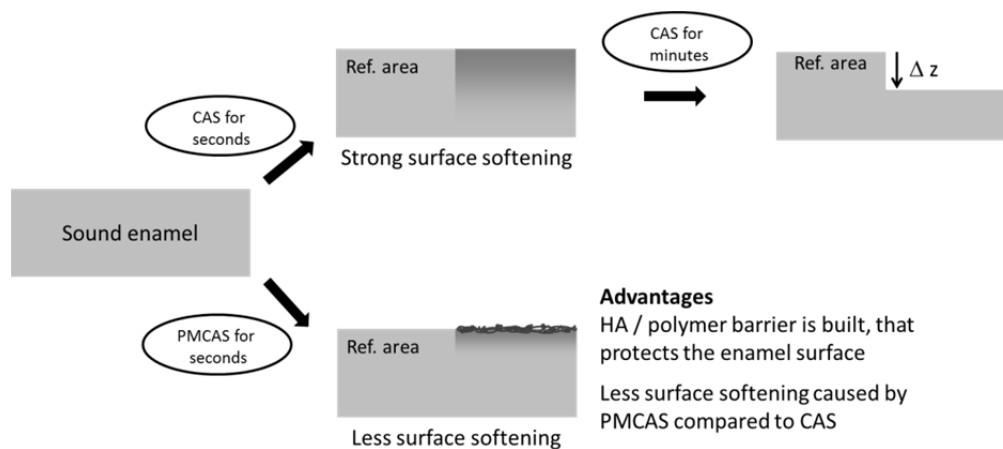 CAS for
seconds
Ref. area
Strong surface softening
CAS for
minutes
Ref. area
Δ z
Sound enamel
PMCAS for
seconds
Ref. area
Less surface softening
Advantages
HA / polymer barrier is built, that
protects the enamel surface
Less surface softening caused by
PMCAS compared to CAS